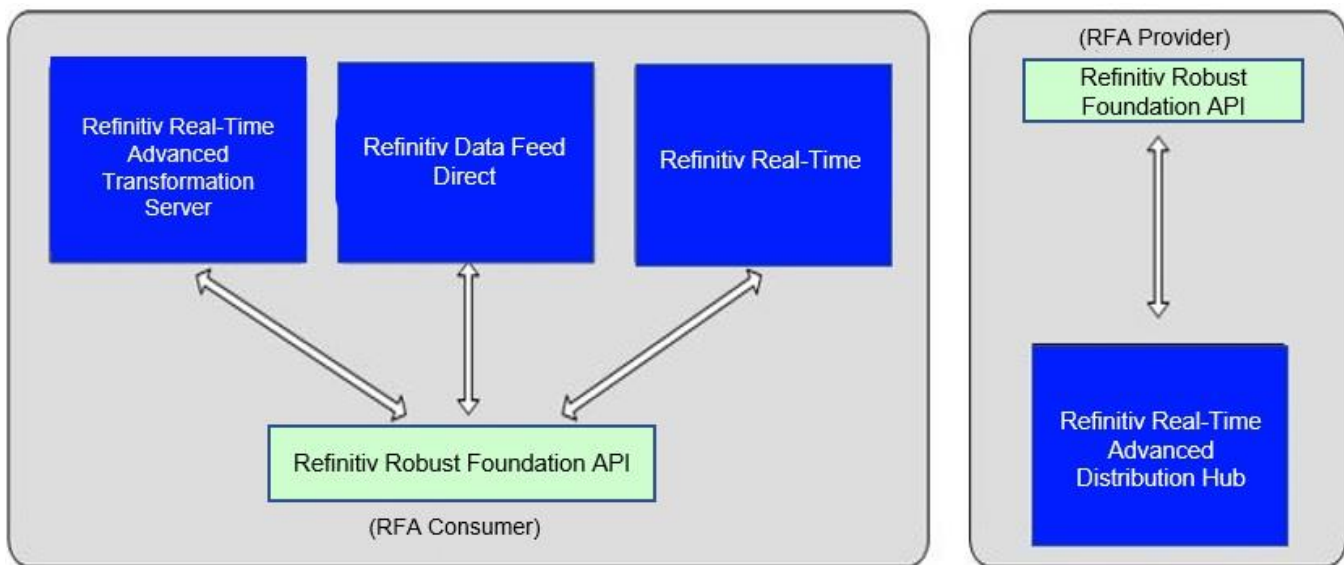 Refinitiv Real-Time
Advanced
Transformation
Server
Refinitiv Data Feed
Direct
Refinitiv Real-Time
Refinitiv Robust Foundation API
(RFA Consumer)
(RFA Provider)
Refinitiv Robust
Foundation API
Refinitiv Real-Time
Advanced
Distribution Hub